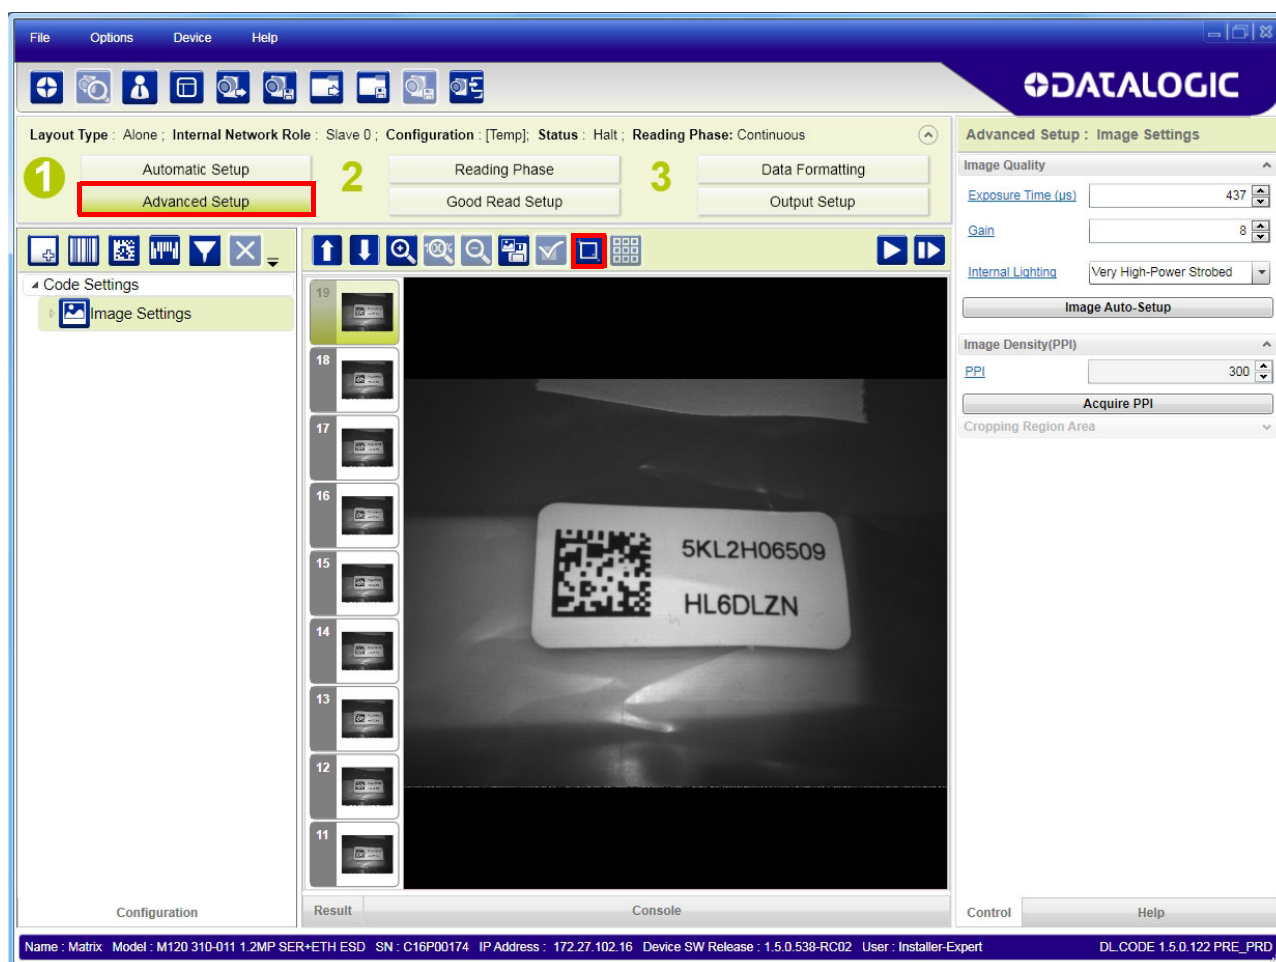 File Options Device Help
DATALOGIC
Layout Type : Alone ; Internal Network Role : Slave 0 ; Configuration : [Temp]; Status : Halt ; Reading Phase: Continuous
1 Automatic Setup 2 Reading Phase 3 Data Formatting
Advanced Setup Good Read Setup Output Setup
Code Settings
Image Settings
100%
19
18
17
16
15
14
13
12
11
5KL2H06509
HL6DLZN
Advanced Setup : Image Settings
Image Quality
Exposure Time (µs) 437
Gain 8
Internal Lighting Very High-Power Strobed
Image Auto-Setup
Image Density(PPI)
PPI 300
Acquire PPI
Cropping Region Area
Configuration Result Console Control Help
Name : Matrix Model : M120 310-011 1.2MP SER+ETH ESD SN : C16P00174 IP Address : 172.27.102.16 Device SW Release : 1.5.0.538-RC02 User : Installer-Expert DL.CODE 1.5.0.122 PRE_PRD